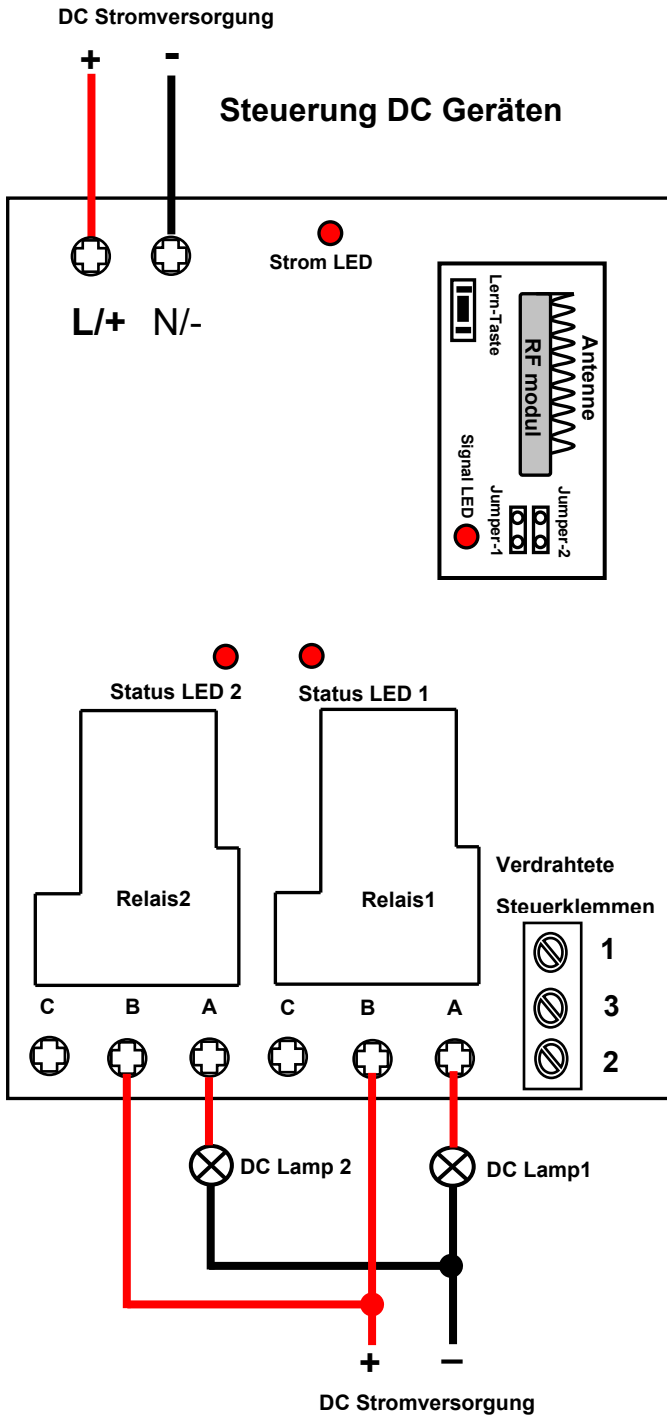 DC Stromversorgung
+ -
Steuerung DC Geräten
Strom LED
L/+ N/-
Lern-Taste
RF modul
Antenne
Signal LED
Jumper-1
Jumper-2
Status LED 2
Status LED 1
Verdrahtete
Steuerklemmen
Relais2
Relais1
1
3
2
C B A C B A
DC Lamp 2
DC Lamp1
+ −
DC Stromversorgung